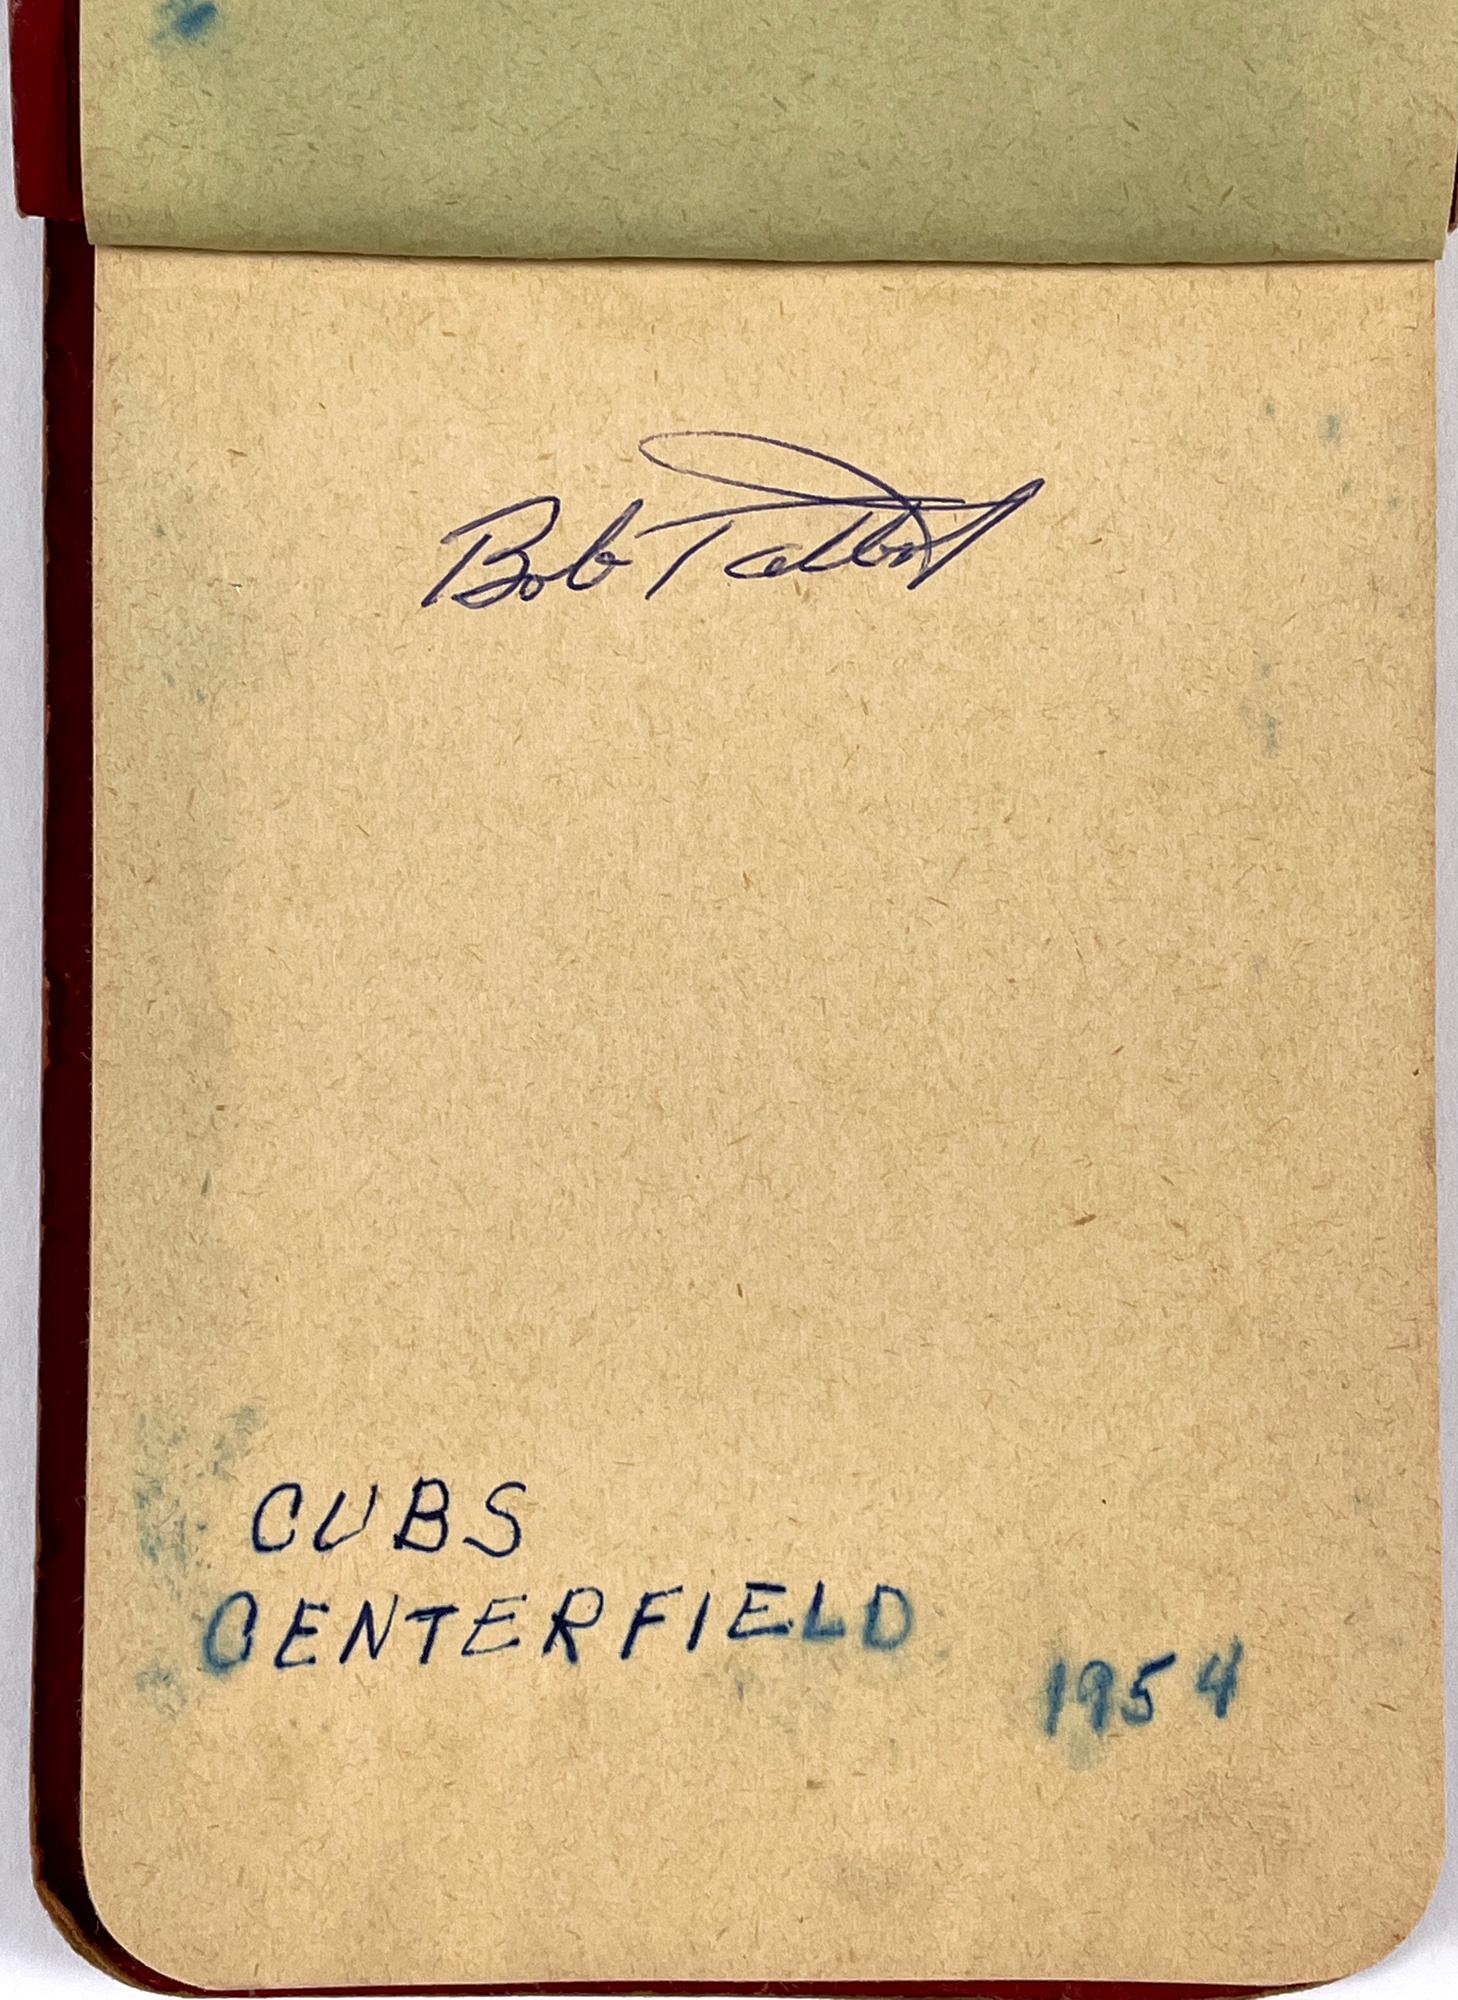 Bob Talbot
CUBS
CENTERFIELD
1954